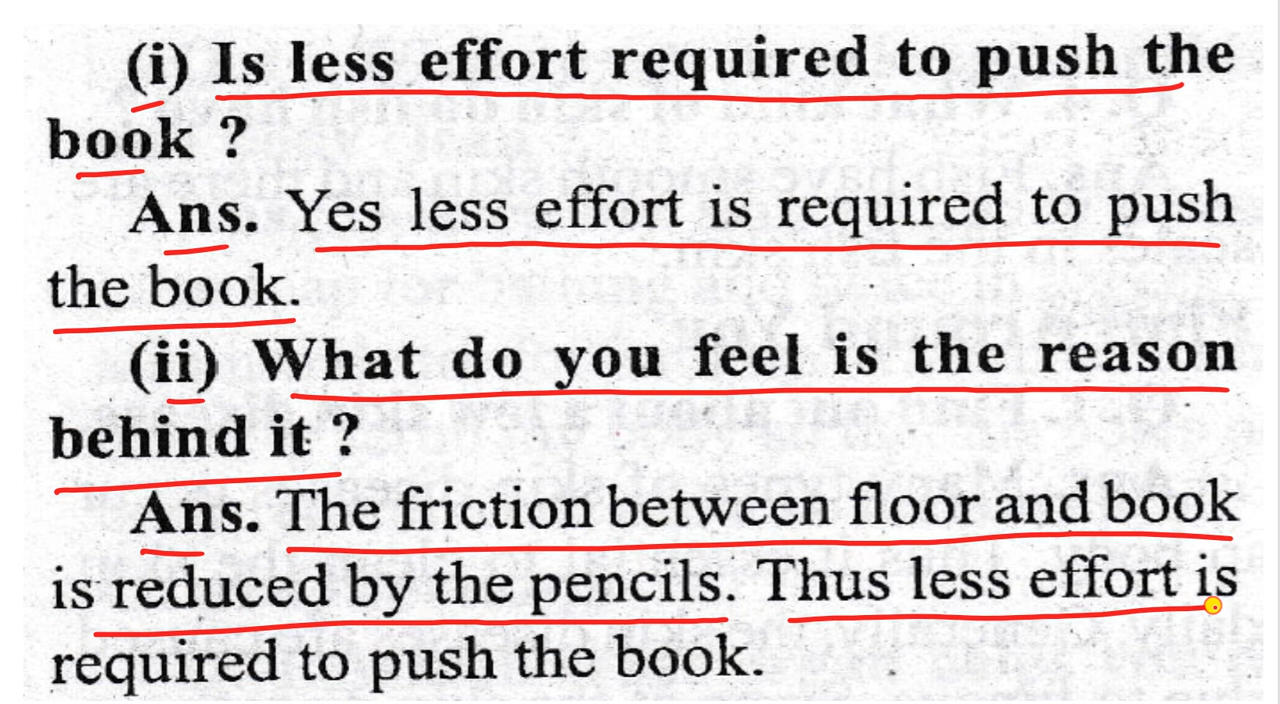 (i) Is less effort required to push the
book ?
Ans. Yes less effort is required to push
the book.
(ii) What do you feel is the reason
behind it ?
Ans. The friction between floor and book
is reduced by the pencils. Thus less effort is
required to push the book.